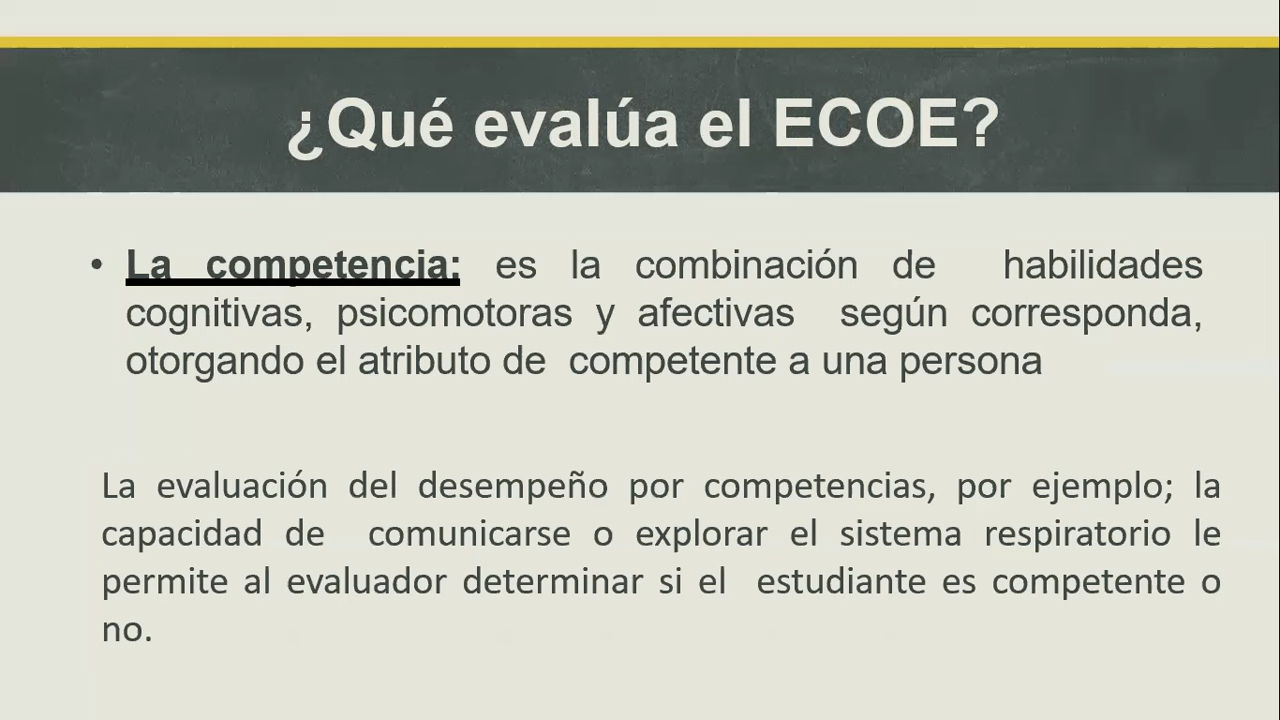 ¿Qué evalúa el ECOE?
• La competencia: es la combinación de habilidades
cognitivas, psicomotoras y afectivas según corresponda,
otorgando el atributo de competente a una persona
La evaluación del desempeño por competencias, por ejemplo; la
capacidad de comunicarse o explorar el sistema respiratorio le
permite al evaluador determinar si el estudiante es competente o
no.